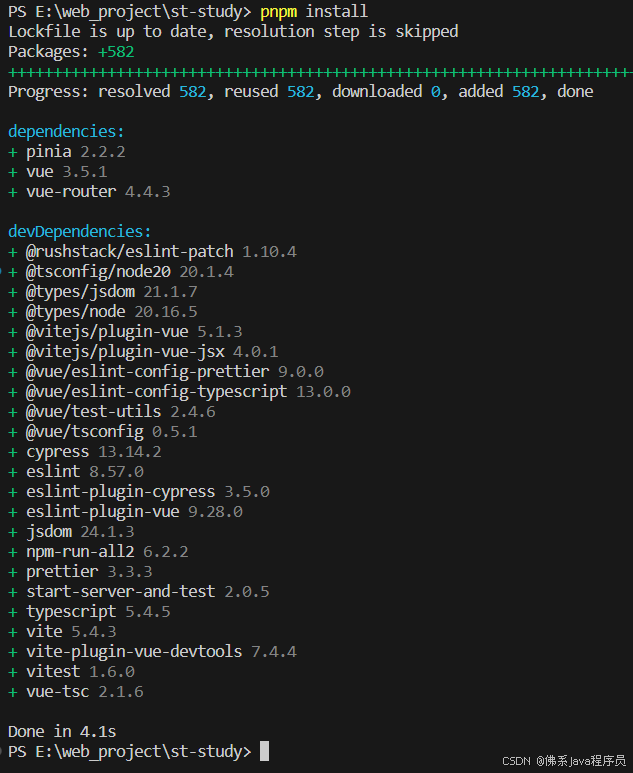 PS E:\web_project\st-study> pnpm install
Lockfile is up to date, resolution step is skipped
Packages: +582
++++++++++++++++++++++++++++++++++++++++++++++++++++++++++++++++++++++
Progress: resolved 582, reused 582, downloaded 0, added 582, done
dependencies:
+ pinia 2.2.2
+ vue 3.5.1
+ vue-router 4.4.3
devDependencies:
+ @rushstack/eslint-patch 1.10.4
+ @tsconfig/node20 20.1.4
+ @types/jsdom 21.1.7
+ @types/node 20.16.5
+ @vitejs/plugin-vue 5.1.3
+ @vitejs/plugin-vue-jsx 4.0.1
+ @vue/eslint-config-prettier 9.0.0
+ @vue/eslint-config-typescript 13.0.0
+ @vue/test-utils 2.4.6
+ @vue/tsconfig 0.5.1
+ cypress 13.14.2
+ eslint 8.57.0
+ eslint-plugin-cypress 3.5.0
+ eslint-plugin-vue 9.28.0
+ jsdom 24.1.3
+ npm-run-all2 6.2.2
+ prettier 3.3.3
+ start-server-and-test 2.0.5
+ typescript 5.4.5
+ vite 5.4.3
+ vite-plugin-vue-devtools 7.4.4
+ vitest 1.6.0
+ vue-tsc 2.1.6
Done in 4.1s
PS E:\web_project\st-study>
CSDN @佛系java程序员